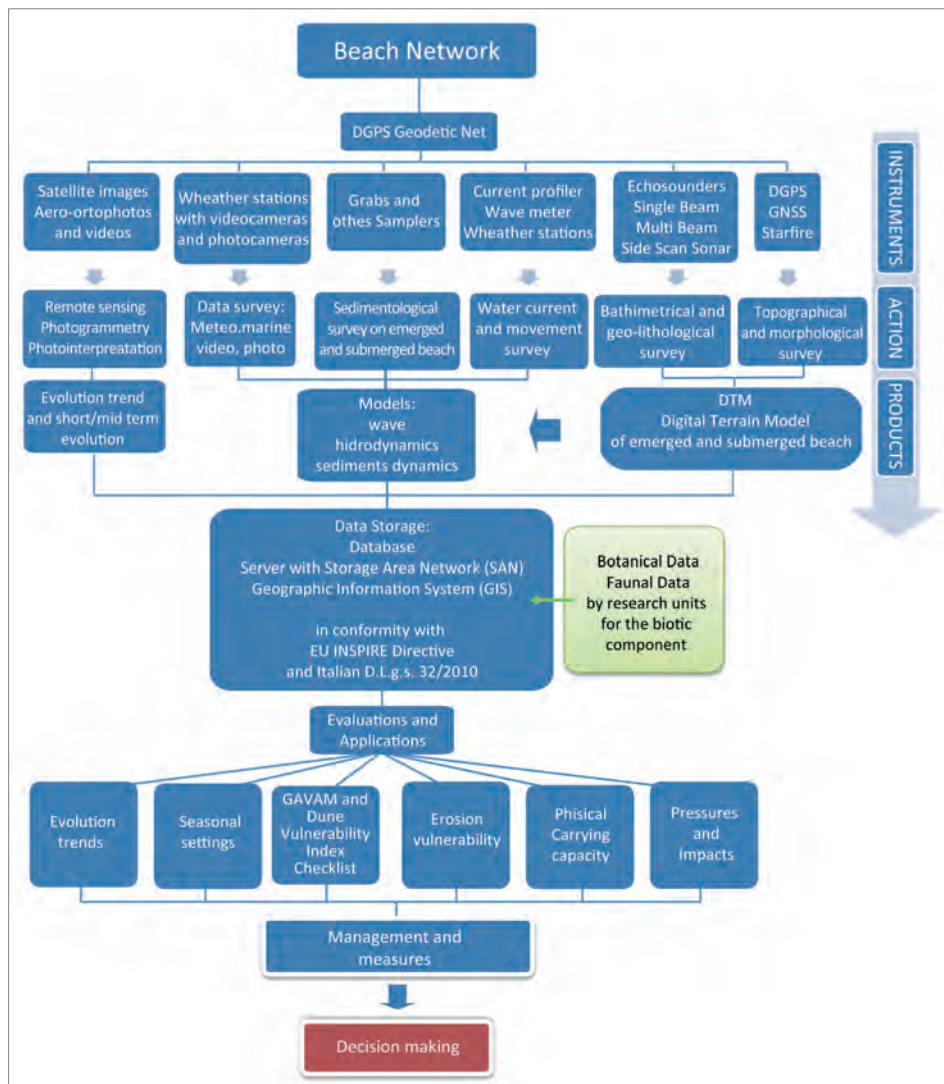 Beach Network
DGPS Geodetic Net
Satellite images
Aero-ortophotos
and videos
Wheather stations
with videocameras
and photocameras
Grabs and
othes Samplers
Current profiler
Wave meter
Wheather stations
Echosounders
Single Beam
Multi Beam
Side Scan Sonar
DGPS
GNSS
Starfire
INSTRUMENTS
Remote sensing
Photogrammetry
Photointerpreatation
Data survey:
Meteo.marine
video, photo
Sedimentological
survey on emerged
and submerged beach
Water current
and movement
survey
Bathimetrical and
geo-lithological
survey
Topographical
and morphological
survey
ACTION
Evolution trend
and short/mid term
evolution
Models:
wave
hidrodynamics
sediments dynamics
DTM
Digital Terrain Model
of emerged and submerged beach
PRODUCTS
Data Storage:
Database
Server with Storage Area Network (SAN)
Geographic Information System (GIS)
in conformity with
EU INSPIRE Directive
and Italian D.L.g.s. 32/2010
Botanical Data
Faunal Data
by research units
for the biotic
component
Evaluations and
Applications
Evolution
trends
Seasonal
settings
GAVAM and
Dune
Vulnerability
Index
Checklist
Erosion
vulnerability
Phisical
Carrying
capacity
Pressures
and
Impacts
Management and
measures
Decision making